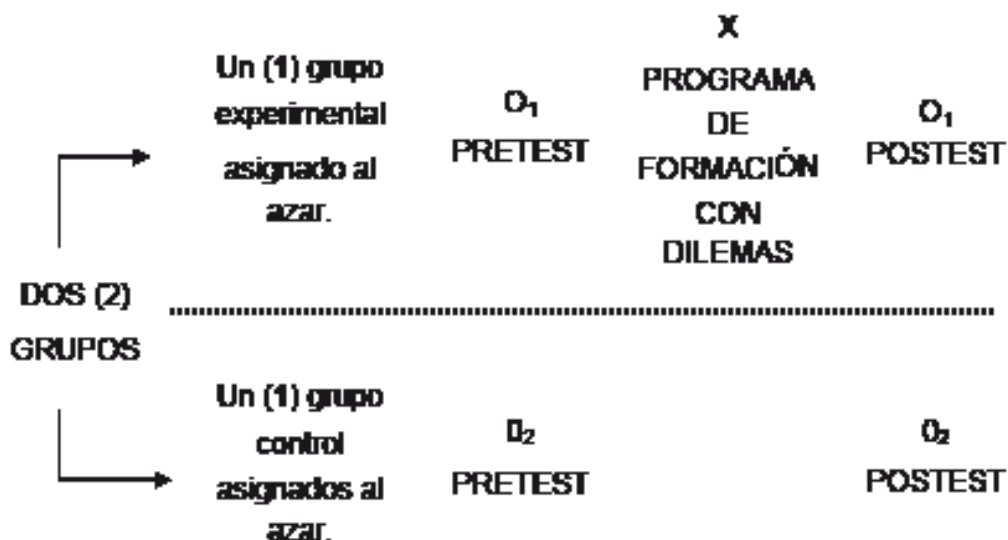 Un (1) grupo
experimental
asignado al
azar.
O₁
PRETEST
X
PROGRAMA
DE
FORMACIÓN
CON
DILEMAS
O₁
POSTEST
DOS (2)
GRUPOS
Un (1) grupo
control
asignados al
azar.
0₂
PRETEST
0₂
POSTEST